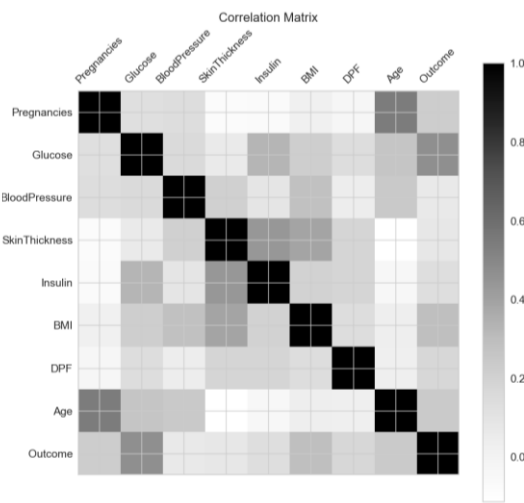 Correlation Matrix
Pregnancies
Glucose
BloodPressure
SkinThickness
Insulin
BMI
DPF
Age
Outcome
Pregnancies
Glucose
BloodPressure
SkinThickness
Insulin
BMI
DPF
Age
Outcome
1.0
0.8
0.6
0.4
0.2
0.0